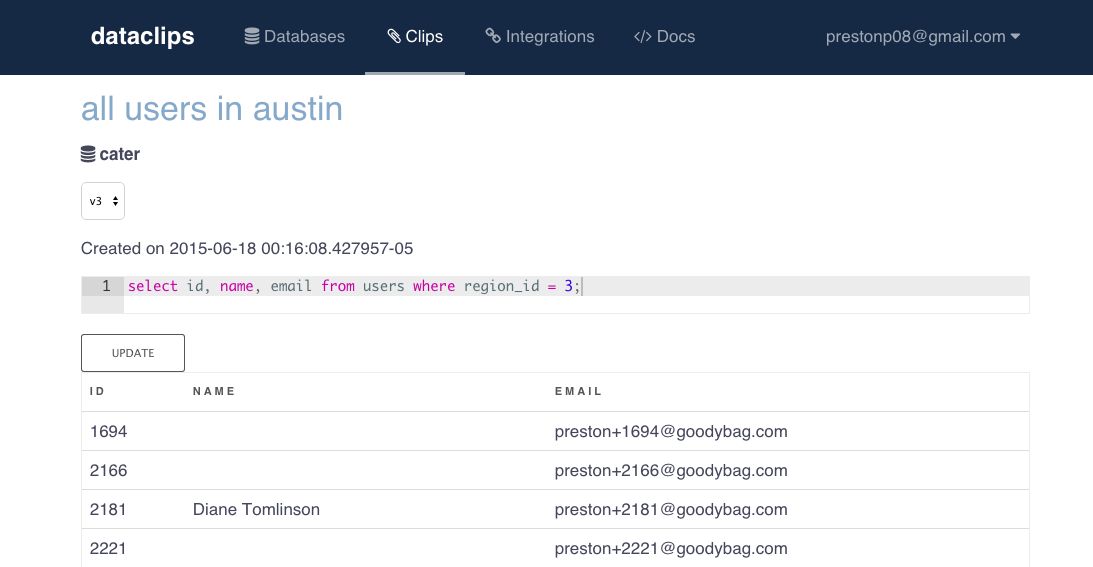 dataclips Databases Clips Integrations </> Docs prestonp08@gmail.com
all users in austin
cater
v3
Created on 2015-06-18 00:16:08.427957-05
1 select id, name, email from users where region_id = 3;
UPDATE
ID NAME EMAIL
1694 preston+1694@goodybag.com
2166 preston+2166@goodybag.com
2181 Diane Tomlinson preston+2181@goodybag.com
2221 preston+2221@goodybag.com